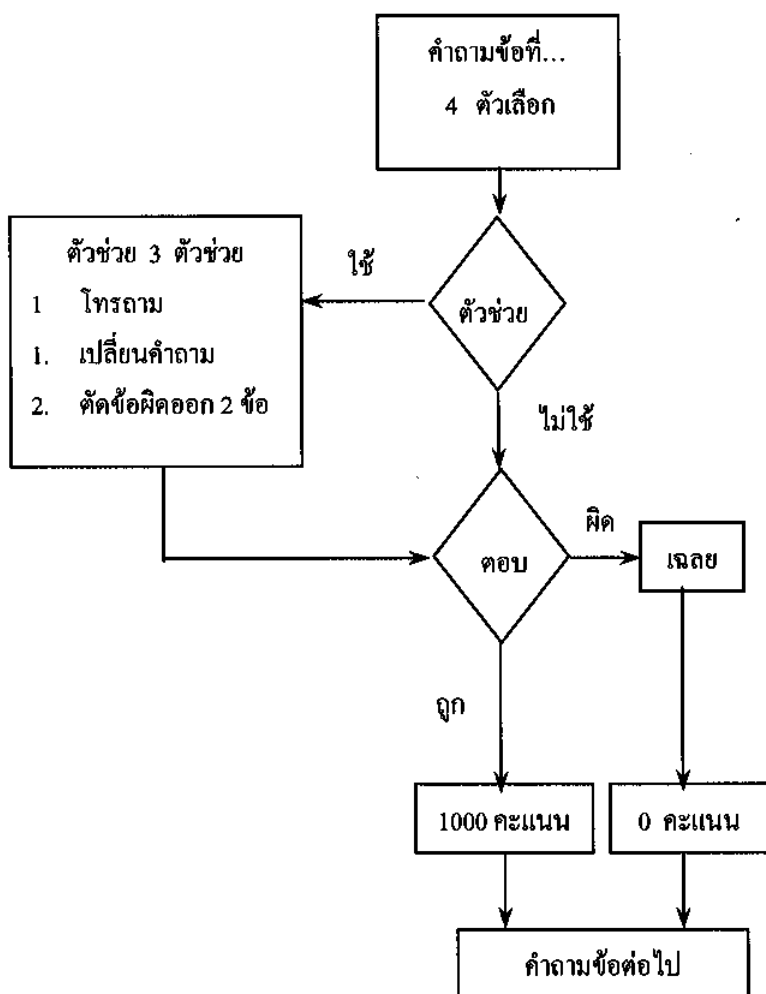 คำถามข้อที่...
4 ตัวเลือก
ตัวช่วย 3 ตัวช่วย
1 โทรถาม
1. เปลี่ยนคำถาม
2. ตัดข้อผิดออก 2 ข้อ
ใช้
ตัวช่วย
ไม่ใช้
ตอบ
ผิด
เฉลย
ถูก
1000 คะแนน
0 คะแนน
คำถามข้อต่อไป